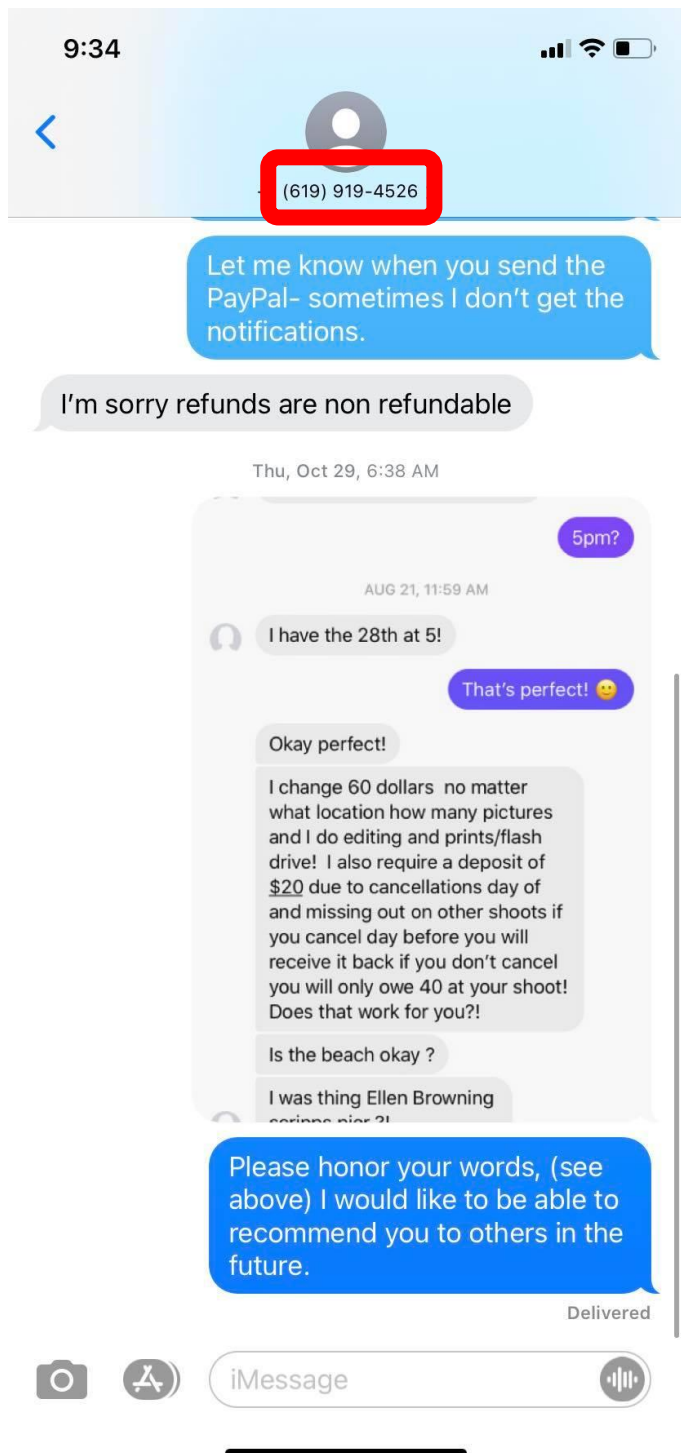 9:34
(619) 919-4526
Let me know when you send the
PayPal- sometimes I don't get the
notifications.
I'm sorry refunds are non refundable
Thu, Oct 29, 6:38 AM
5pm?
AUG 21, 11:59 AM
I have the 28th at 5!
That's perfect! 🙂
Okay perfect!
I change 60 dollars no matter
what location how many pictures
and I do editing and prints/flash
drive! I also require a deposit of
$20 due to cancellations day of
and missing out on other shoots if
you cancel day before you will
receive it back if you don't cancel
you will only owe 40 at your shoot!
Does that work for you?!
Is the beach okay ?
I was thing Ellen Browning
scripps pier ?!
Please honor your words, (see
above) I would like to be able to
recommend you to others in the
future.
Delivered
iMessage